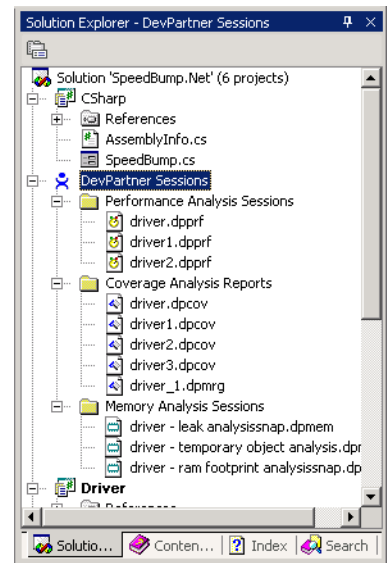 Solution Explorer - DevPartner Sessions
Solution 'SpeedBump.Net' (6 projects)
CSharp
References
AssemblyInfo.cs
SpeedBump.cs
DevPartner Sessions
Performance Analysis Sessions
driver.dpprf
driver1.dpprf
driver2.dpprf
Coverage Analysis Reports
driver.dpcov
driver1.dpcov
driver2.dpcov
driver3.dpcov
driver_1.dpmrg
Memory Analysis Sessions
driver - leak analysissnap.dpmem
driver - temporary object analysis.dpr
driver - ram footprint analysissnap.dp
Driver
References
Solutio... Conten... Index Search